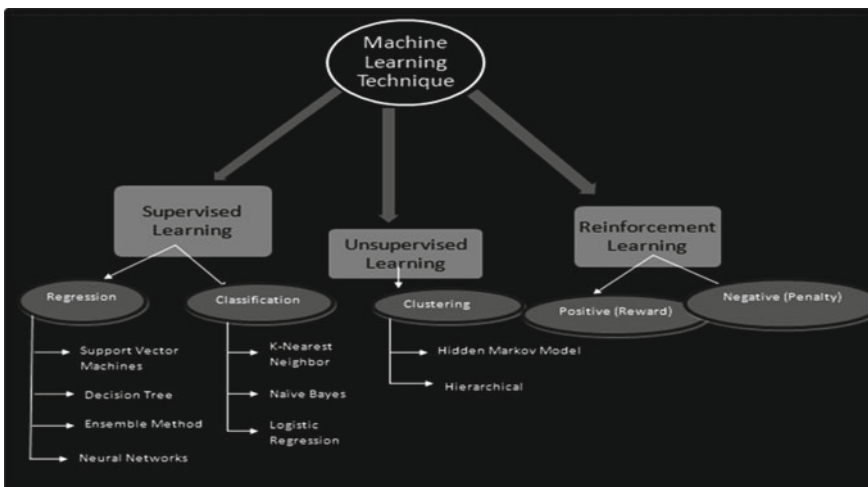 Machine
Learning
Technique
Supervised
Learning
Unsupervised
Learning
Reinforcement
Learning
Regression
Classification
Clustering
Positive (Reward)
Negative (Penalty)
Support Vector
Machines
Decision Tree
Ensemble Method
Neural Networks
K-Nearest
Neighbor
Naïve Bayes
Logistic
Regression
Hidden Markov Model
Hierarchical